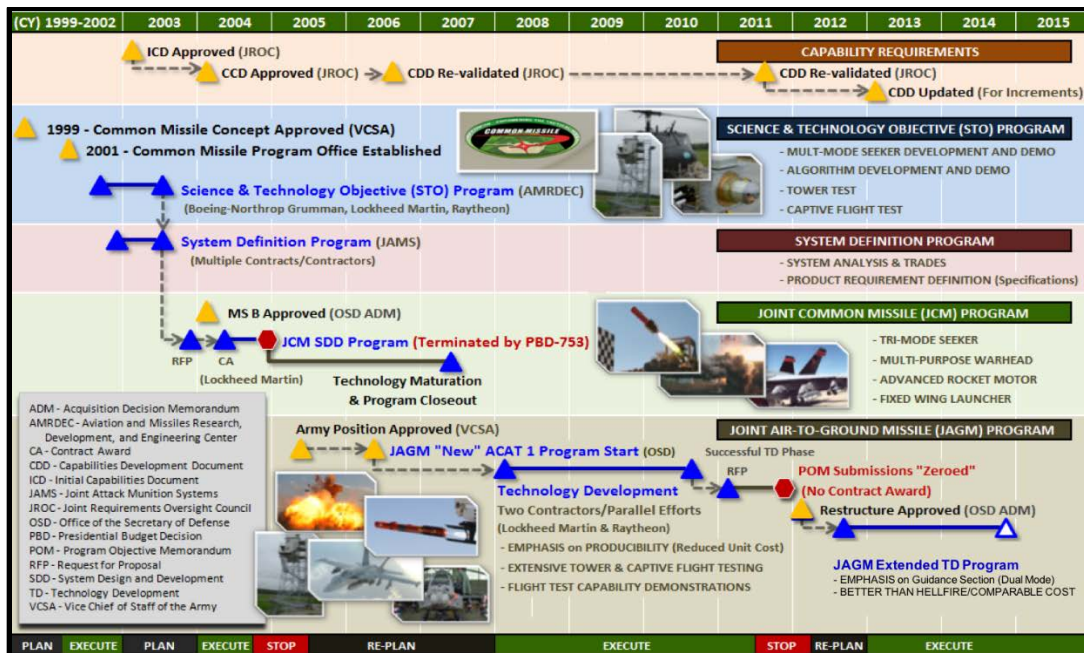 (CY) 1999-2002 2003 2004 2005 2006 2007 2008 2009 2010 2011 2012 2013 2014 2015
ICD Approved (JROC)
CCD Approved (JROC)
CDD Re-validated (JROC)
CDD Re-validated (JROC)
CDD Updated (For Increments)
CAPABILITY REQUIREMENTS
1999 - Common Missile Concept Approved (VCSA)
2001 - Common Missile Program Office Established
Science & Technology Objective (STO) Program (AMRDEC)
(Boeing-Northrop Grumman, Lockheed Martin, Raytheon)
COMMON MISSILE
SCIENCE & TECHNOLOGY OBJECTIVE (STO) PROGRAM
- MULT-MODE SEEKER DEVELOPMENT AND DEMO
- ALGORITHM DEVELOPMENT AND DEMO
- TOWER TEST
- CAPTIVE FLIGHT TEST
System Definition Program (JAMS)
(Multiple Contracts/Contractors)
SYSTEM DEFINITION PROGRAM
- SYSTEM ANALYSIS & TRADES
- PRODUCT REQUIREMENT DEFINITION (Specifications)
MS B Approved (OSD ADM)
JCM SDD Program (Terminated by PBD-753)
RFP
CA
(Lockheed Martin)
Technology Maturation
& Program Closeout
JOINT COMMON MISSILE (JCM) PROGRAM
- TRI-MODE SEEKER
- MULTI-PURPOSE WARHEAD
- ADVANCED ROCKET MOTOR
- FIXED WING LAUNCHER
ADM - Acquisition Decision Memorandum
AMRDEC - Aviation and Missiles Research,
Development, and Engineering Center
CA - Contract Award
CDD - Capabilities Development Document
ICD - Initial Capabilities Document
JAMS - Joint Attack Munition Systems
JROC - Joint Requirements Oversight Council
OSD - Office of the Secretary of Defense
PBD - Presidential Budget Decision
POM - Program Objective Memorandum
RFP - Request for Proposal
SDD - System Design and Development
TD - Technology Development
VCSA - Vice Chief of Staff of the Army
Army Position Approved (VCSA)
JAGM "New" ACAT 1 Program Start (OSD)
Technology Development
Two Contractors/Parallel Efforts
(Lockheed Martin & Raytheon)
- EMPHASIS on PRODUCIBILITY (Reduced Unit Cost)
- EXTENSIVE TOWER & CAPTIVE FLIGHT TESTING
- FLIGHT TEST CAPABILITY DEMONSTRATIONS
JOINT AIR-TO-GROUND MISSILE (JAGM) PROGRAM
Successful TD Phase
RFP
POM Submissions "Zeroed"
(No Contract Award)
Restructure Approved (OSD ADM)
JAGM Extended TD Program
- EMPHASIS on Guidance Section (Dual Mode)
- BETTER THAN HELLFIRE/COMPARABLE COST
PLAN EXECUTE PLAN EXECUTE STOP RE-PLAN EXECUTE STOP RE-PLAN EXECUTE